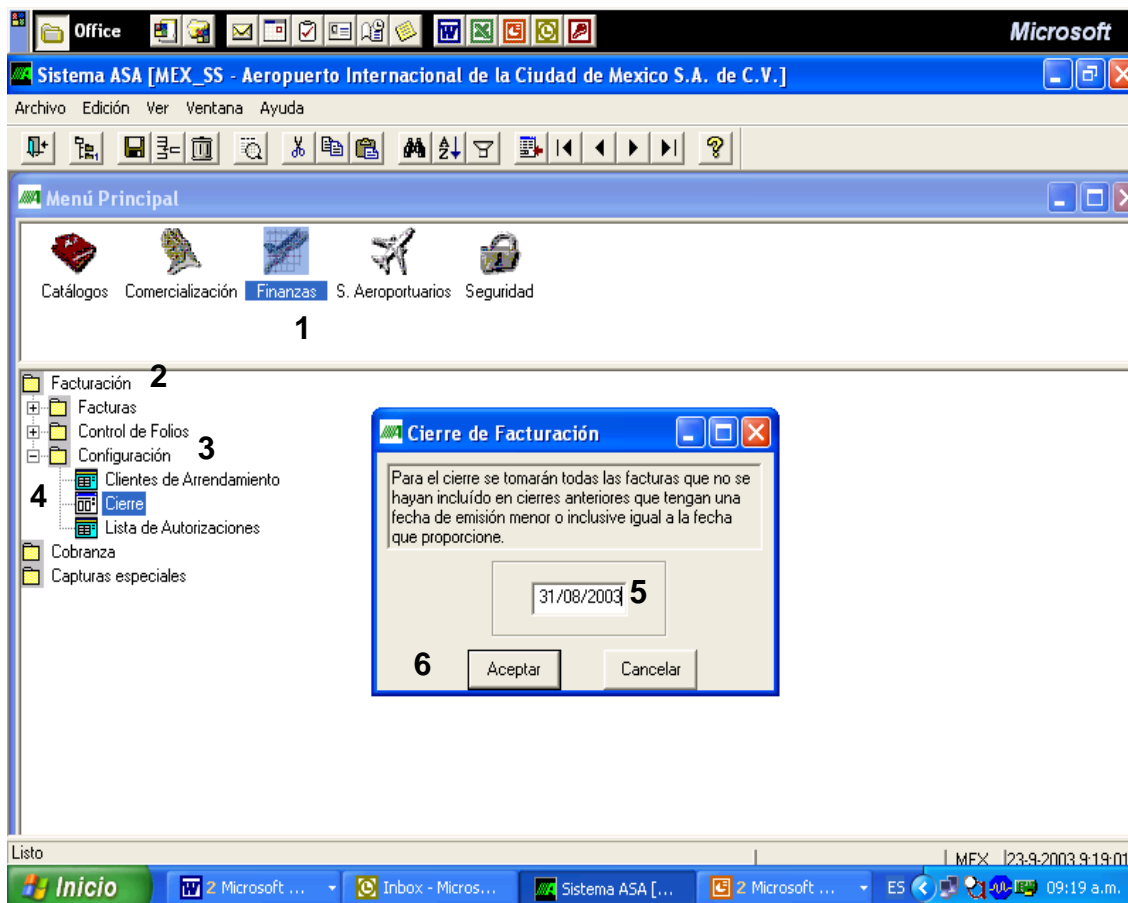 Office
Microsoft
Sistema ASA [MEX_SS - Aeropuerto Internacional de la Ciudad de Mexico S.A. de C.V.]
Archivo Edición Ver Ventana Ayuda
Menú Principal
Catálogos Comercialización Finanzas S. Aeroportuarios Seguridad
1
Facturación 2
Facturas
Control de Folios
Configuración 3
Clientes de Arrendamiento
4 Cierre
Lista de Autorizaciones
Cobranza
Capturas especiales
Cierre de Facturación
Para el cierre se tomarán todas las facturas que no se
hayan incluído en cierres anteriores que tengan una
fecha de emisión menor o inclusive igual a la fecha
que proporcione.
31/08/2003 5
6 Aceptar Cancelar
Listo
MEX 23-9-2003 9:19:01
Inicio 2 Microsoft ... Inbox - Micros... Sistema ASA [... 2 Microsoft ... ES 09:19 a.m.